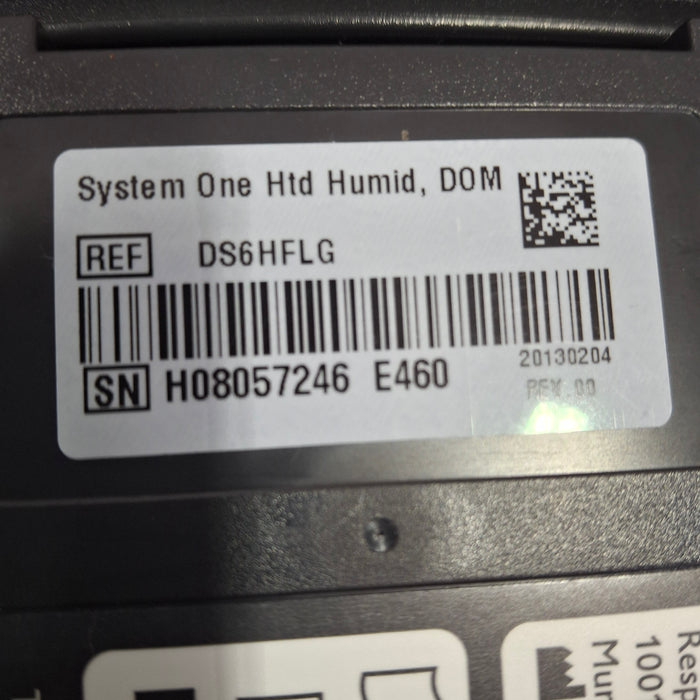 System One Htd Humid, DOM
REF DS6HFLG
SN H08057246 E460
20130204
REV.00
Resp
100
Mur